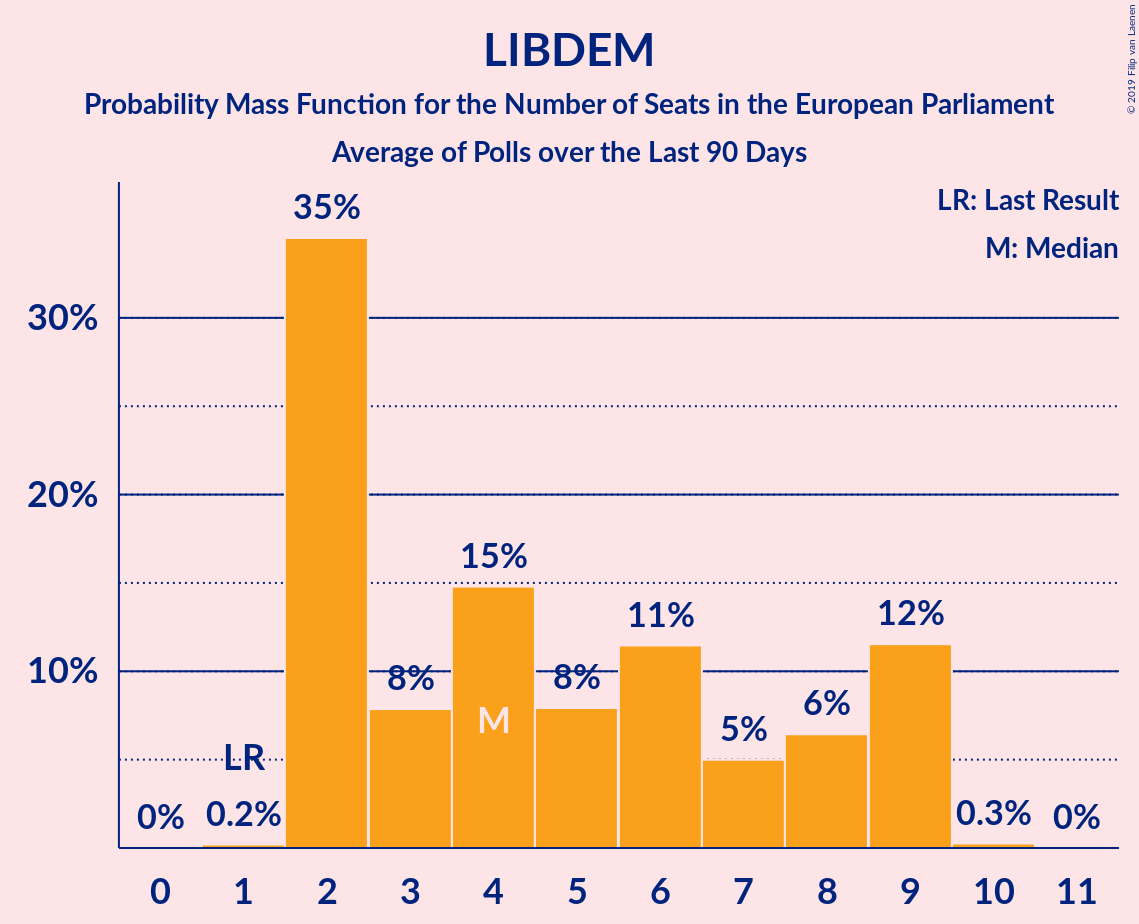 LIBDEM
Probability Mass Function for the Number of Seats in the European Parliament
Average of Polls over the Last 90 Days
© 2019 Filip van Laenen
LR: Last Result
M: Median
30%
20%
10%
0%
LR
0.2%
35%
8%
15%
M
8%
11%
5%
6%
12%
0.3%
0%
0 1 2 3 4 5 6 7 8 9 10 11